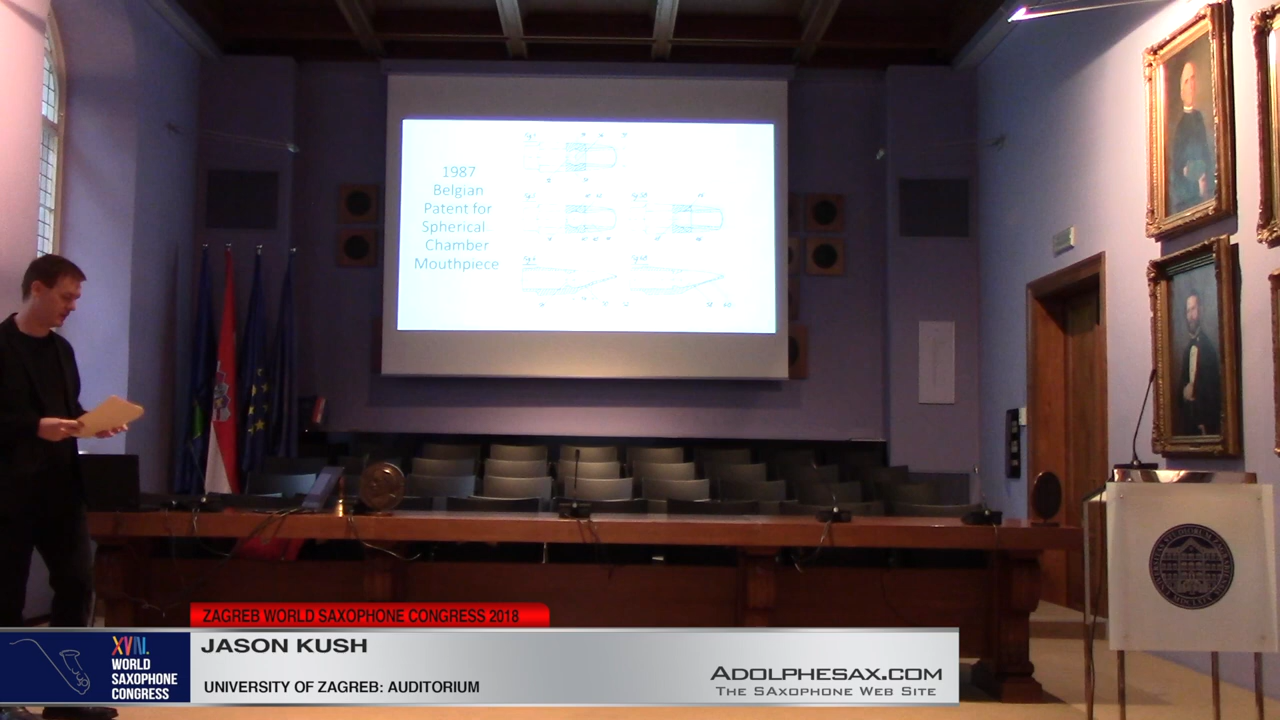 1987
Belgian
Patent for
Spherical-
Chamber
Mouthpiece
ZAGREB WORLD SAXOPHONE CONGRESS 2018
XVIII.
WORLD
SAXOPHONE
CONGRESS
JASON KUSH
UNIVERSITY OF ZAGREB: AUDITORIUM
ADOLPHESAX.COM
THE SAXOPHONE WEB SITE